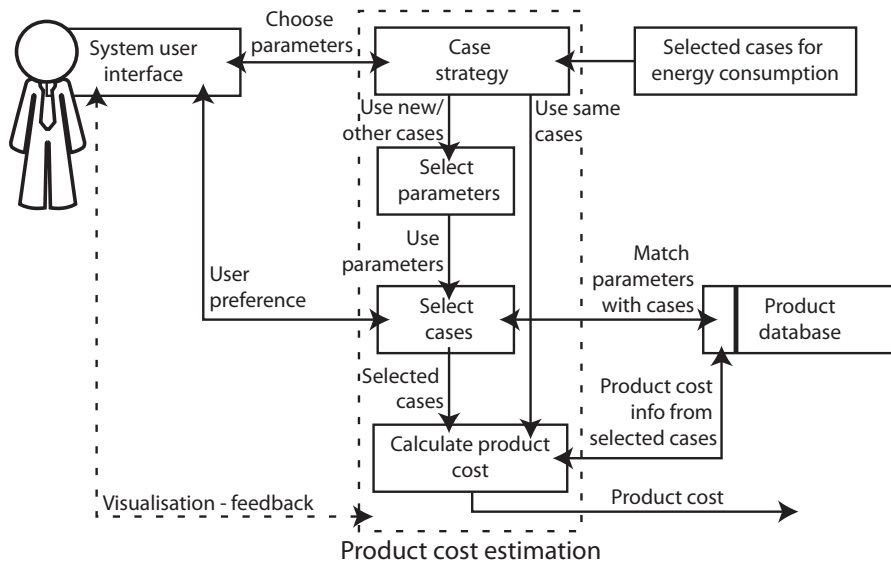 Choose
parameters
System user
interface
Case
strategy
Selected cases for
energy consumption
Use new/
other cases
Use same
cases
Select
parameters
Use
parameters
User
preference
Match
parameters
with cases
Select
cases
Product
database
Selected
cases
Product cost
info from
selected cases
Calculate product
cost
Visualisation - feedback
Product cost
Product cost estimation